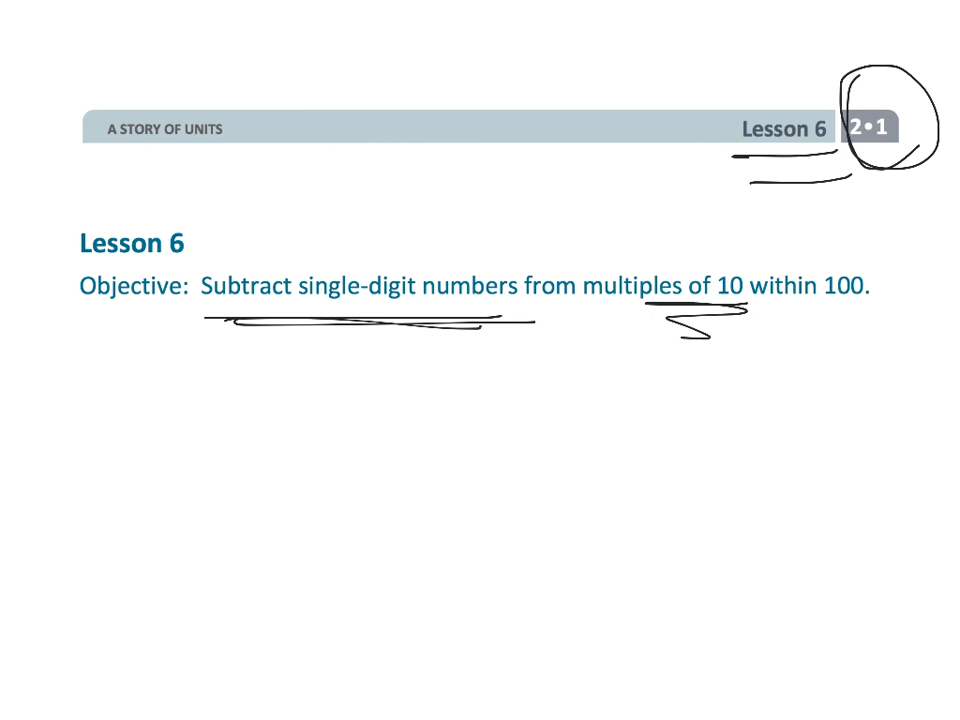 A STORY OF UNITS Lesson 6 2•1
Lesson 6
Objective: Subtract single-digit numbers from multiples of 10 within 100.